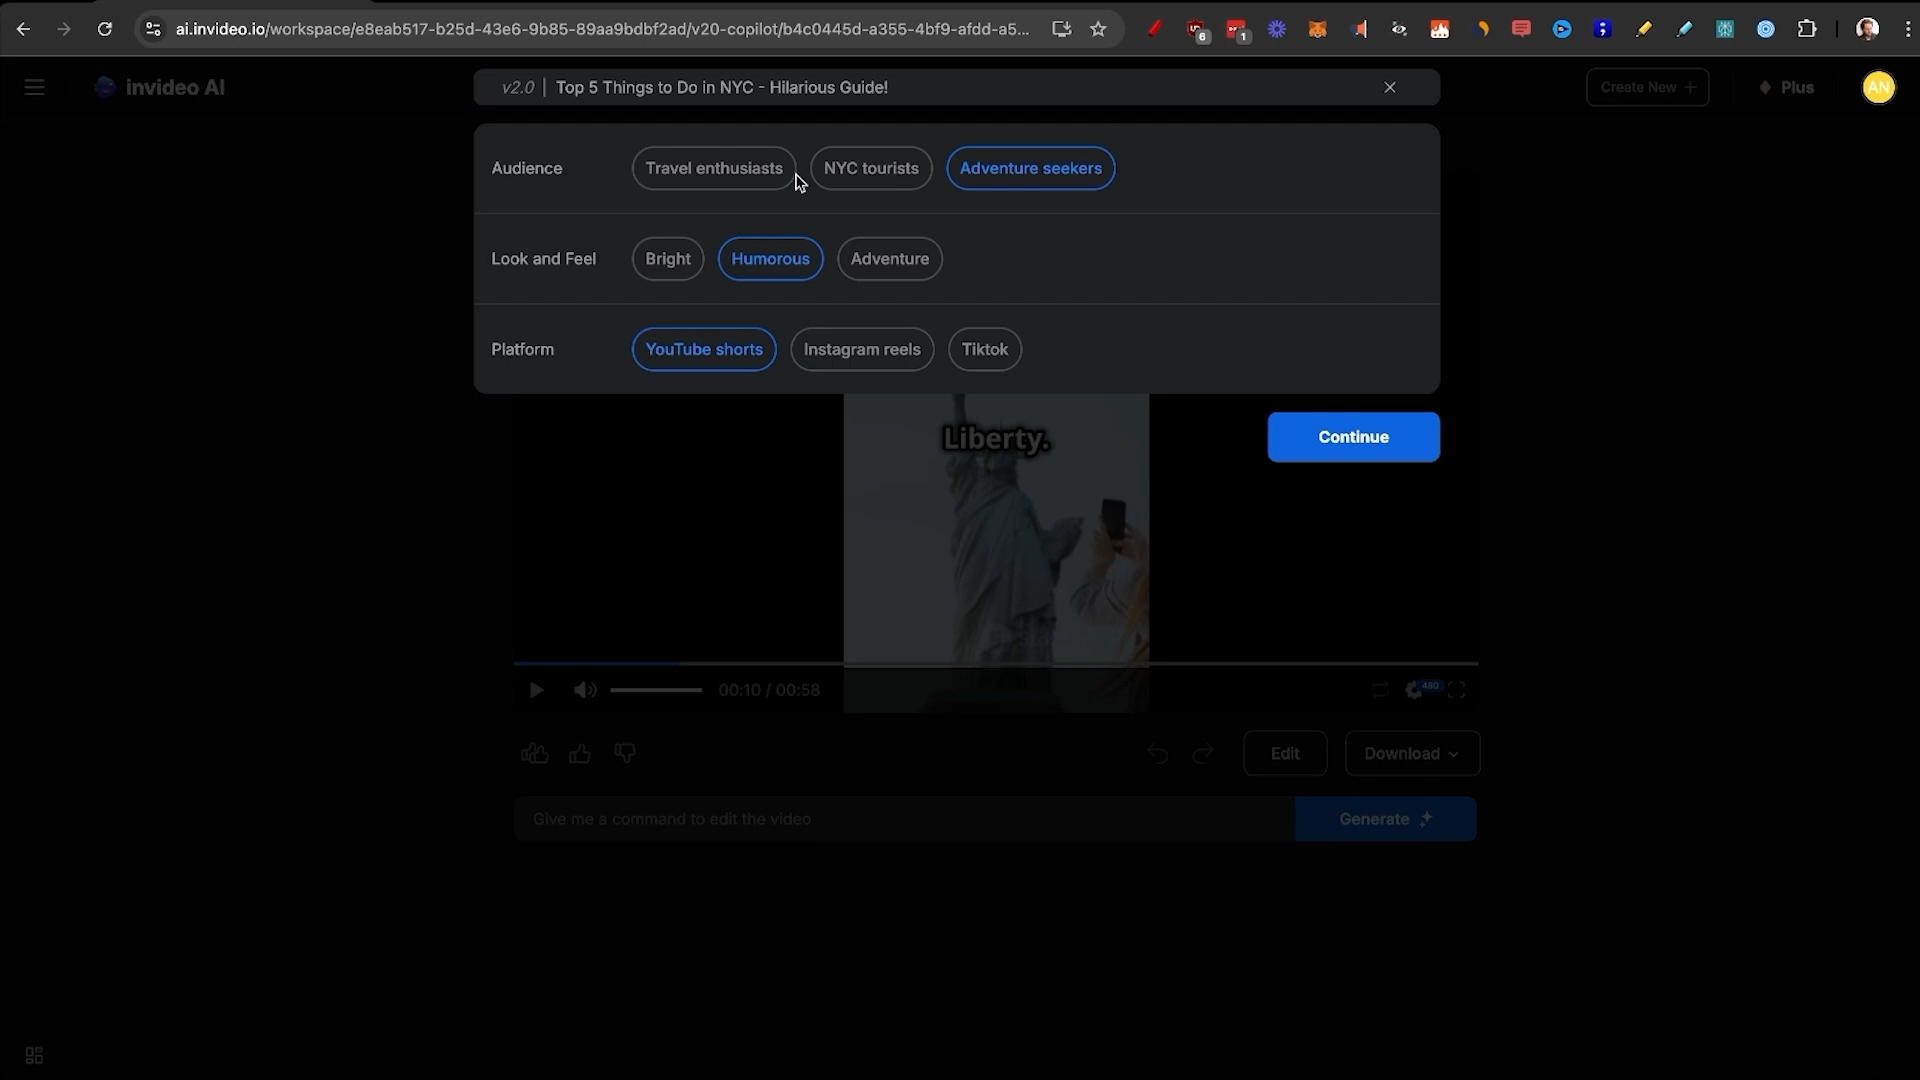 ai.invideo.io/workspace/e8eab517-b25d-43e6-9b85-89aa9bdbf2ad/v20-copilot/b4c0445d-a355-4bf9-afdd-a5...
6
1
invideo AI
v2.0 | Top 5 Things to Do in NYC - Hilarious Guide!
Create New +
Plus
AN
Audience
Travel enthusiasts
NYC tourists
Adventure seekers
Look and Feel
Bright
Humorous
Adventure
Platform
YouTube shorts
Instagram reels
Tiktok
Liberty.
Continue
00:10 / 00:58
480
Edit
Download
Give me a command to edit the video
Generate